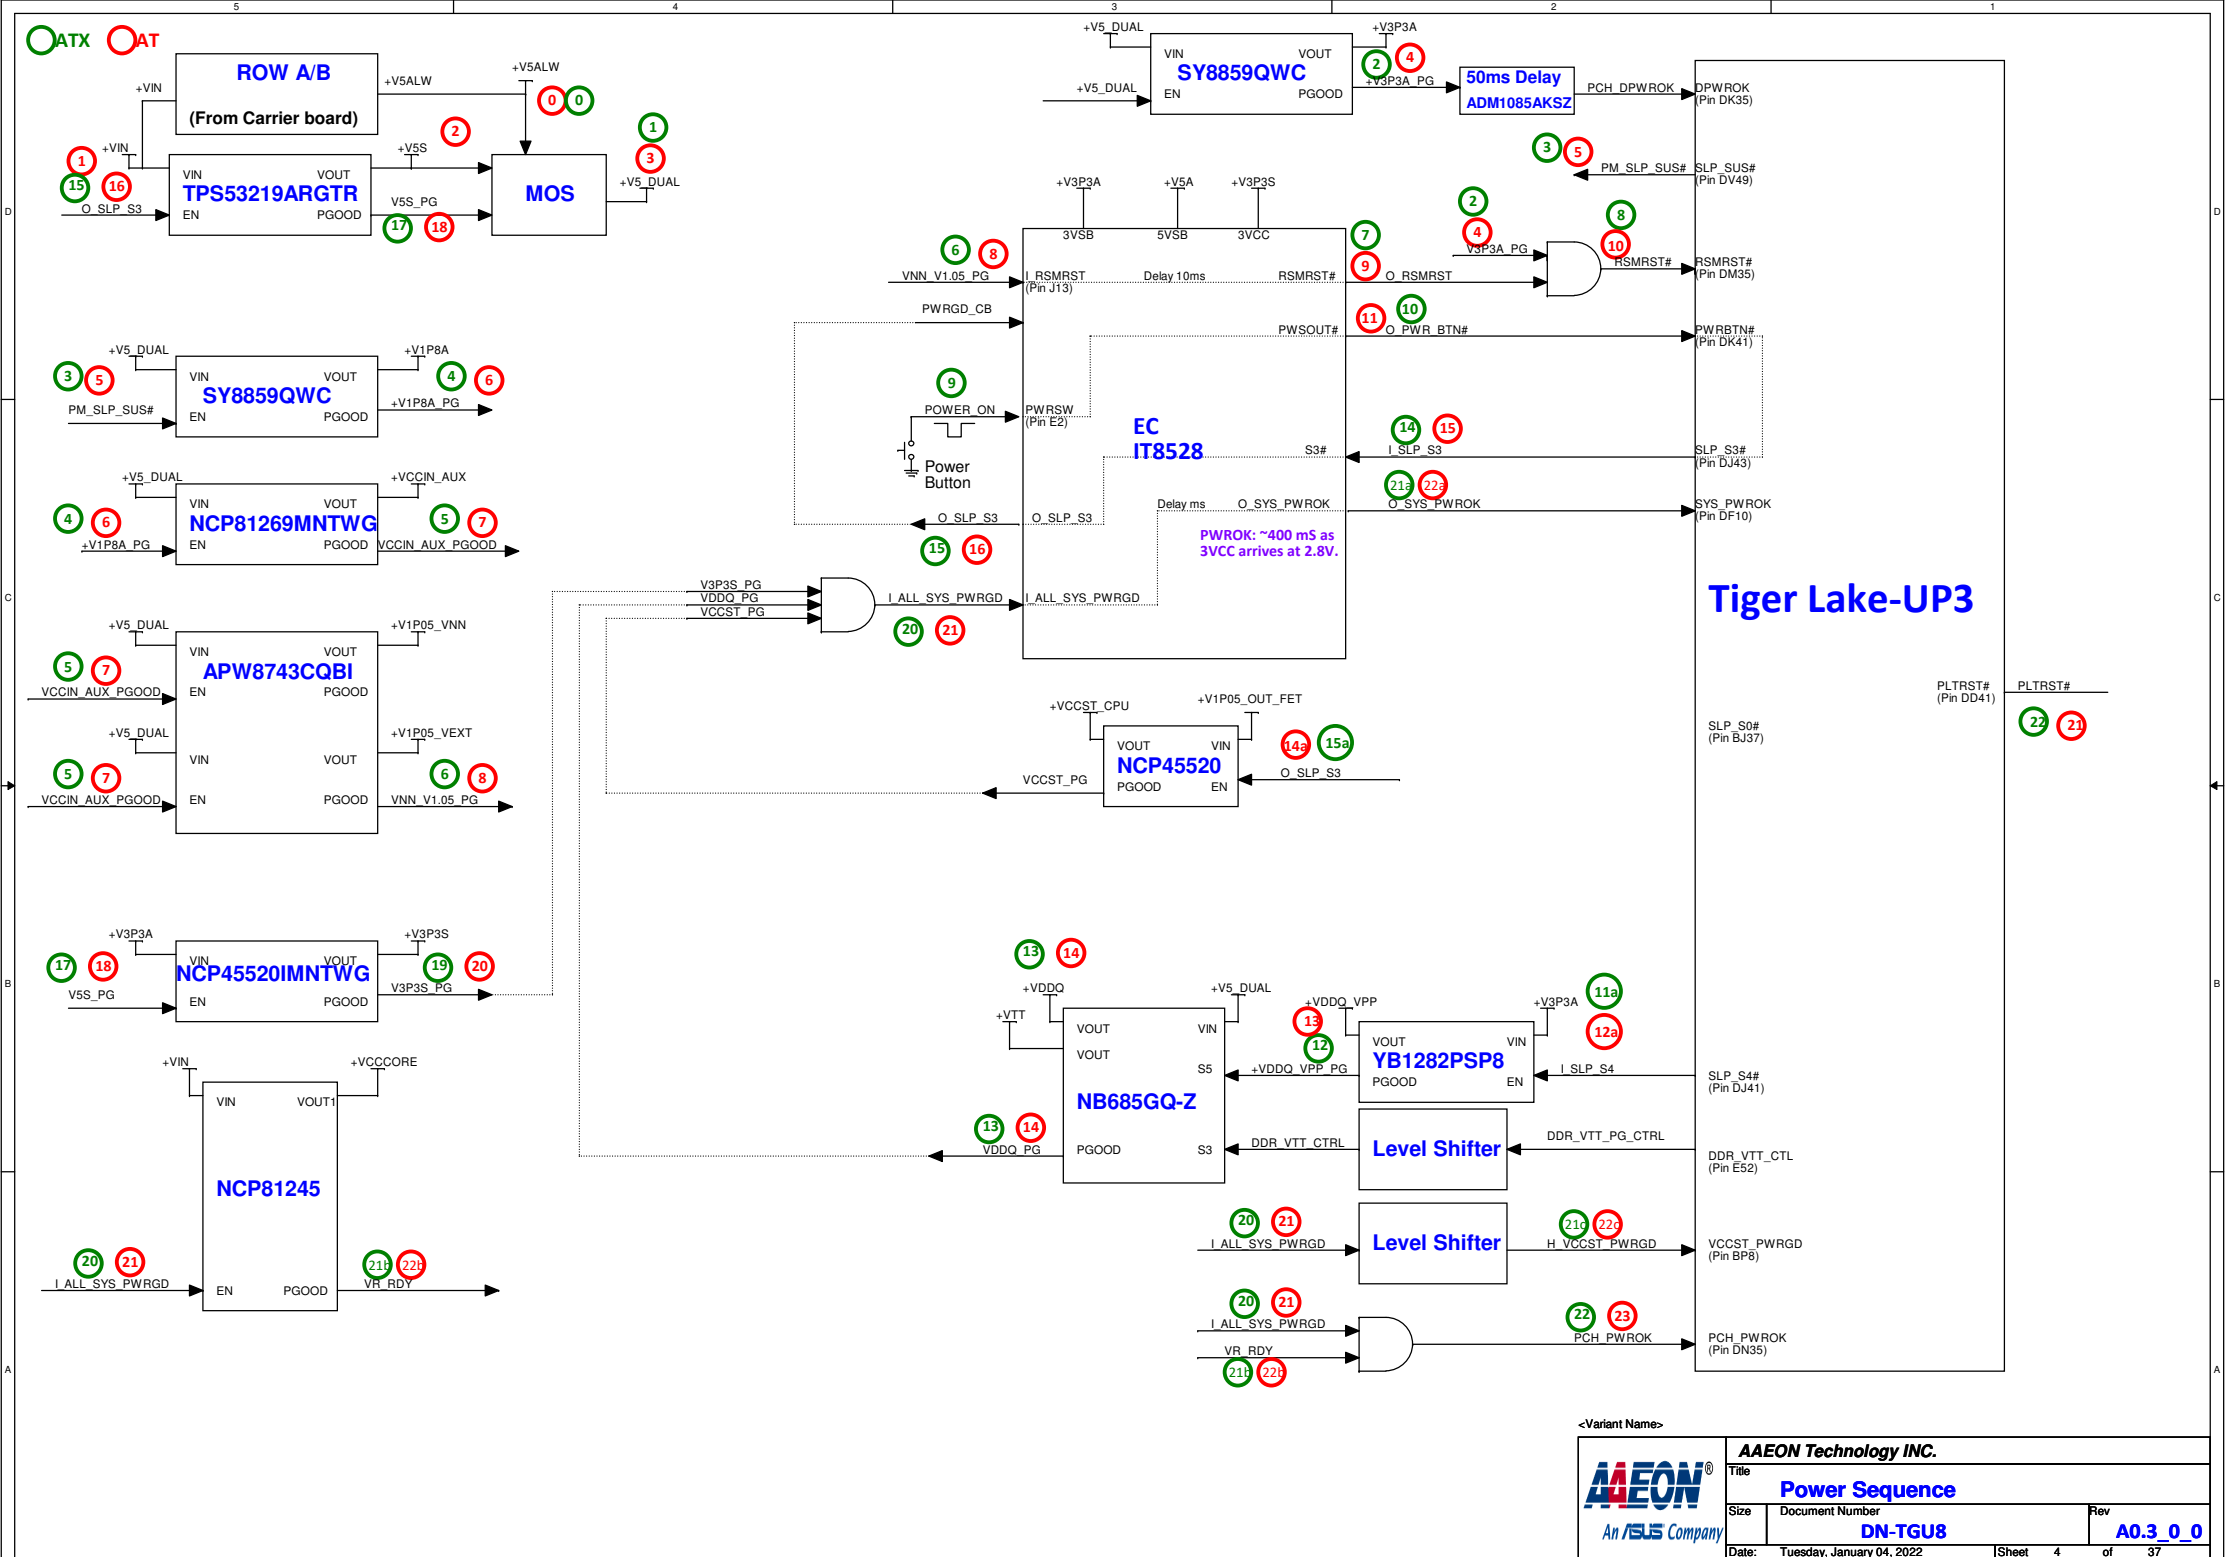 5 4 3 2 1
ATX AT
ROW A/B
(From Carrier board)
+VIN
+V5ALW
+V5ALW
0 0
+VIN
1
15 16
O_SLP_S3
VIN VOUT
TPS53219ARGTR
EN PGOOD
+V5S
2
V5S_PG
17 18
MOS
1
3
+V5_DUAL
+V5_DUAL
+V5_DUAL
VIN VOUT
SY8859QWC
EN PGOOD
+V3P3A
2 4
+V3P3A_PG
50ms Delay
ADM1085AKSZ
PCH_DPWROK
DPWROK
(Pin DK35)
3 5
PM_SLP_SUS#
SLP_SUS#
(Pin DV49)
2
4
V3P3A_PG
8
10
RSMRST#
RSMRST#
(Pin DM35)
+V3P3A +V5A +V3P3S
3VSB 5VSB 3VCC
6 8
VNN_V1.05_PG
I_RSMRST
(Pin J13)
Delay 10ms
RSMRST#
7
9
O_RSMRST
PWRGD_CB
PWSOUT#
11 10
O_PWR_BTN#
PWRBTN#
(Pin DK41)
9
POWER_ON
PWRSW
(Pin E2)
Power
Button
EC
IT8528
S3#
14 15
I_SLP_S3
SLP_S3#
(Pin DJ43)
21a 22a
Delay ms O_SYS_PWROK
O_SYS_PWROK
SYS_PWROK
(Pin DF10)
O_SLP_S3
O_SLP_S3
15 16
PWROK: ~400 mS as
3VCC arrives at 2.8V.
V3P3S_PG
VDDQ_PG
VCCST_PG
I_ALL_SYS_PWRGD
I_ALL_SYS_PWRGD
20 21
Tiger Lake-UP3
+V5_DUAL
3 5
PM_SLP_SUS#
VIN VOUT
SY8859QWC
EN PGOOD
+V1P8A
4 6
+V1P8A_PG
+V5_DUAL
4 6
+V1P8A_PG
VIN VOUT
NCP81269MNTWG
EN PGOOD
+VCCIN_AUX
5 7
VCCIN_AUX_PGOOD
+V5_DUAL
5 7
VCCIN_AUX_PGOOD
VIN VOUT
APW8743CQBI
EN PGOOD
+V1P05_VNN
+V5_DUAL
5 7
VCCIN_AUX_PGOOD
VIN VOUT
EN PGOOD
+V1P05_VEXT
6 8
VNN_V1.05_PG
+VCCST_CPU
+V1P05_OUT_FET
VOUT VIN
NCP45520
PGOOD EN
14a 15a
O_SLP_S3
VCCST_PG
PLTRST#
(Pin DD41)
PLTRST#
22 21
SLP_S0#
(Pin BJ37)
+V3P3A
17 18
V5S_PG
VIN VOUT
NCP45520IMNTWG
EN PGOOD
+V3P3S
19 20
V3P3S_PG
+VIN
VIN VOUT1
NCP81245
EN PGOOD
+VCCCORE
20 21
I_ALL_SYS_PWRGD
21b 22b
VR_RDY
13 14
+VDDQ
+VTT
+V5_DUAL
VOUT VIN
VOUT
S5
NB685GQ-Z
PGOOD S3
13 14
VDDQ_PG
+VDDQ_VPP
13
12
+VDDQ_VPP_PG
VOUT VIN
YB1282PSP8
PGOOD EN
+V3P3A
11a
12a
I_SLP_S4
SLP_S4#
(Pin DJ41)
DDR_VTT_CTRL
Level Shifter
DDR_VTT_PG_CTRL
DDR_VTT_CTL
(Pin E52)
20 21
I_ALL_SYS_PWRGD
Level Shifter
21c 22c
H_VCCST_PWRGD
VCCST_PWRGD
(Pin BP8)
20 21
I_ALL_SYS_PWRGD
VR_RDY
21b 22b
22 23
PCH_PWROK
PCH_PWROK
(Pin DN35)
D D
C C
B B
A A
<Variant Name>
AAEON®
An ASUS Company
AAEON Technology INC.
Title
Power Sequence
Size Document Number Rev
DN-TGU8 A0.3_0_0
Date: Tuesday, January 04, 2022 Sheet 4 of 37